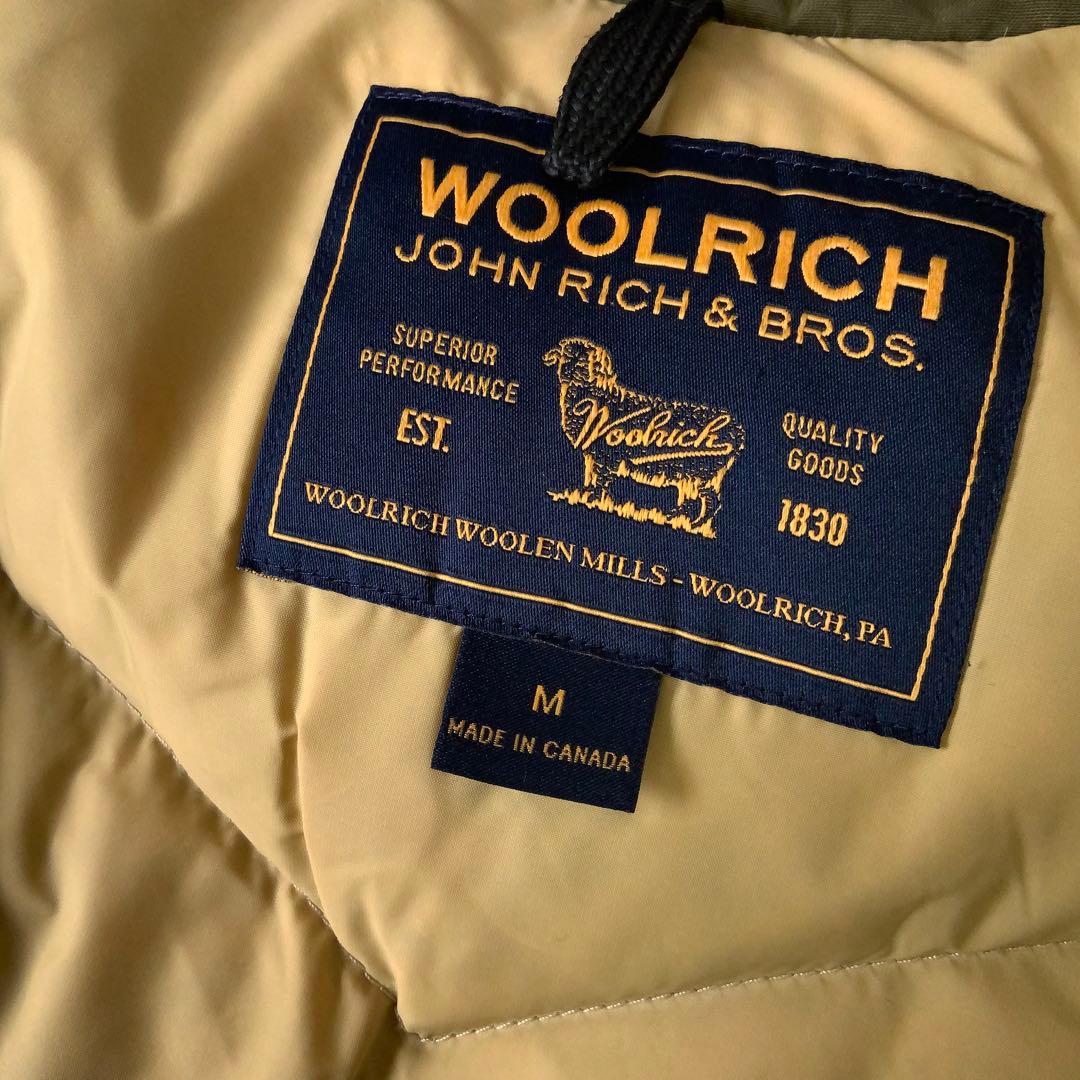 WOOLRICH
JOHN RICH & BROS.
SUPERIOR
PERFORMANCE
EST.
Woolrich
QUALITY
GOODS
1830
WOOLRICH WOOLEN MILLS - WOOLRICH, PA
M
MADE IN CANADA